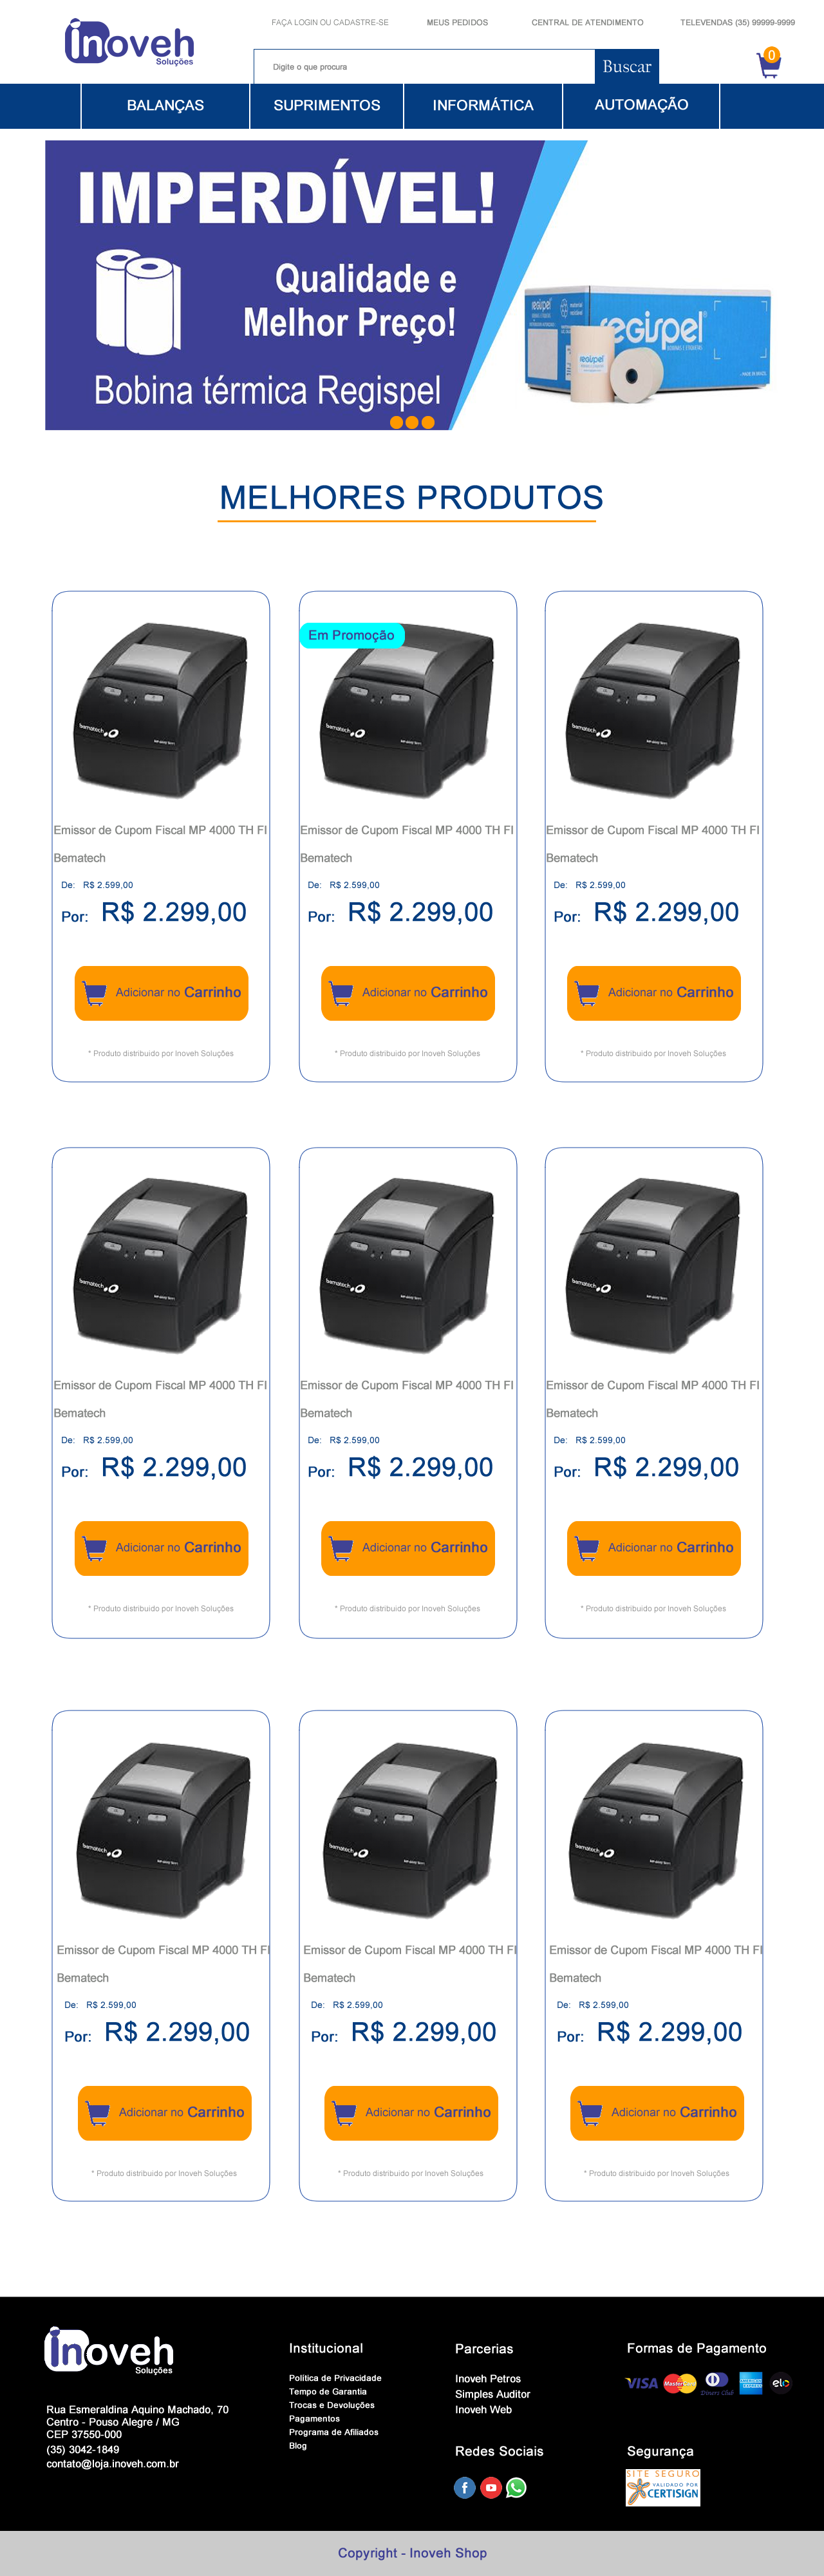 FAÇA LOGIN OU CADASTRE-SE MEUS PEDIDOS CENTRAL DE ATENDIMENTO TELEVENDAS (35) 99999-9999
inoveh
Soluções
Digite o que procura Buscar 0
BALANÇAS SUPRIMENTOS INFORMÁTICA AUTOMAÇÃO
IMPERDÍVEL!
Qualidade e
Melhor Preço!
Bobina térmica Regispel
regispel
regispel
MELHORES PRODUTOS
Em Promoção
bematech bematech bematech
Emissor de Cupom Fiscal MP 4000 TH FI Emissor de Cupom Fiscal MP 4000 TH FI Emissor de Cupom Fiscal MP 4000 TH FI
Bematech Bematech Bematech
De: R$ 2.599,00 De: R$ 2.599,00 De: R$ 2.599,00
Por: R$ 2.299,00 Por: R$ 2.299,00 Por: R$ 2.299,00
Adicionar no Carrinho Adicionar no Carrinho Adicionar no Carrinho
* Produto distribuido por Inoveh Soluções * Produto distribuido por Inoveh Soluções * Produto distribuido por Inoveh Soluções
bematech bematech bematech
Emissor de Cupom Fiscal MP 4000 TH FI Emissor de Cupom Fiscal MP 4000 TH FI Emissor de Cupom Fiscal MP 4000 TH FI
Bematech Bematech Bematech
De: R$ 2.599,00 De: R$ 2.599,00 De: R$ 2.599,00
Por: R$ 2.299,00 Por: R$ 2.299,00 Por: R$ 2.299,00
Adicionar no Carrinho Adicionar no Carrinho Adicionar no Carrinho
* Produto distribuido por Inoveh Soluções * Produto distribuido por Inoveh Soluções * Produto distribuido por Inoveh Soluções
bematech bematech bematech
Emissor de Cupom Fiscal MP 4000 TH FI Emissor de Cupom Fiscal MP 4000 TH FI Emissor de Cupom Fiscal MP 4000 TH FI
Bematech Bematech Bematech
De: R$ 2.599,00 De: R$ 2.599,00 De: R$ 2.599,00
Por: R$ 2.299,00 Por: R$ 2.299,00 Por: R$ 2.299,00
Adicionar no Carrinho Adicionar no Carrinho Adicionar no Carrinho
* Produto distribuido por Inoveh Soluções * Produto distribuido por Inoveh Soluções * Produto distribuido por Inoveh Soluções
inoveh
Soluções
Rua Esmeraldina Aquino Machado, 70
Centro - Pouso Alegre / MG
CEP 37550-000
(35) 3042-1849
contato@loja.inoveh.com.br
Institucional
Política de Privacidade
Tempo de Garantia
Trocas e Devoluções
Pagamentos
Programa de Afiliados
Blog
Parcerias
Inoveh Petros
Simples Auditor
Inoveh Web
Redes Sociais
Formas de Pagamento
VISA MasterCard Diners Club elo
Segurança
SITE SEGURO
VALIDADO POR
CERTISIGN
Copyright - Inoveh Shop